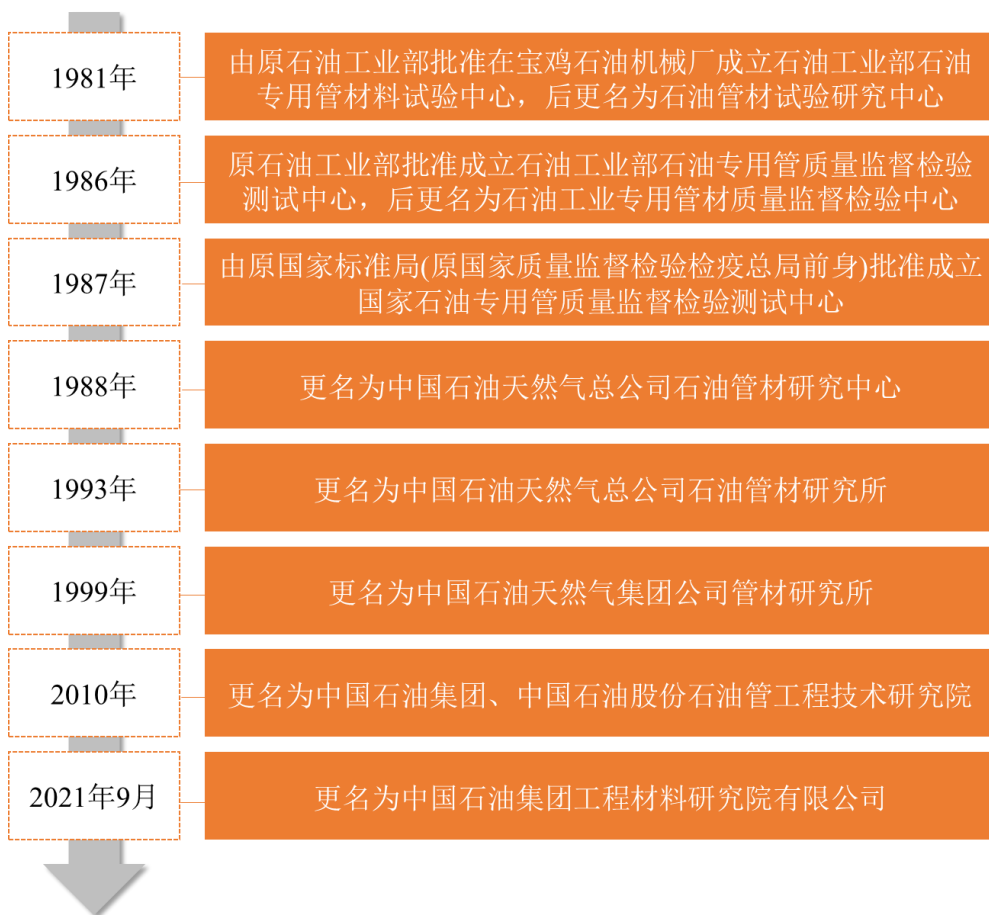 1981年
由原石油工业部批准在宝鸡石油机械厂成立石油工业部石油
专用管材料试验中心，后更名为石油管材试验研究中心
1986年
原石油工业部批准成立石油工业部石油专用管质量监督检验
测试中心，后更名为石油工业专用管材质量监督检验中心
1987年
由原国家标准局(原国家质量监督检验检疫总局前身)批准成立
国家石油专用管质量监督检验测试中心
1988年
更名为中国石油天然气总公司石油管材研究中心
1993年
更名为中国石油天然气总公司石油管材研究所
1999年
更名为中国石油天然气集团公司管材研究所
2010年
更名为中国石油集团、中国石油股份石油管工程技术研究院
2021年9月
更名为中国石油集团工程材料研究院有限公司